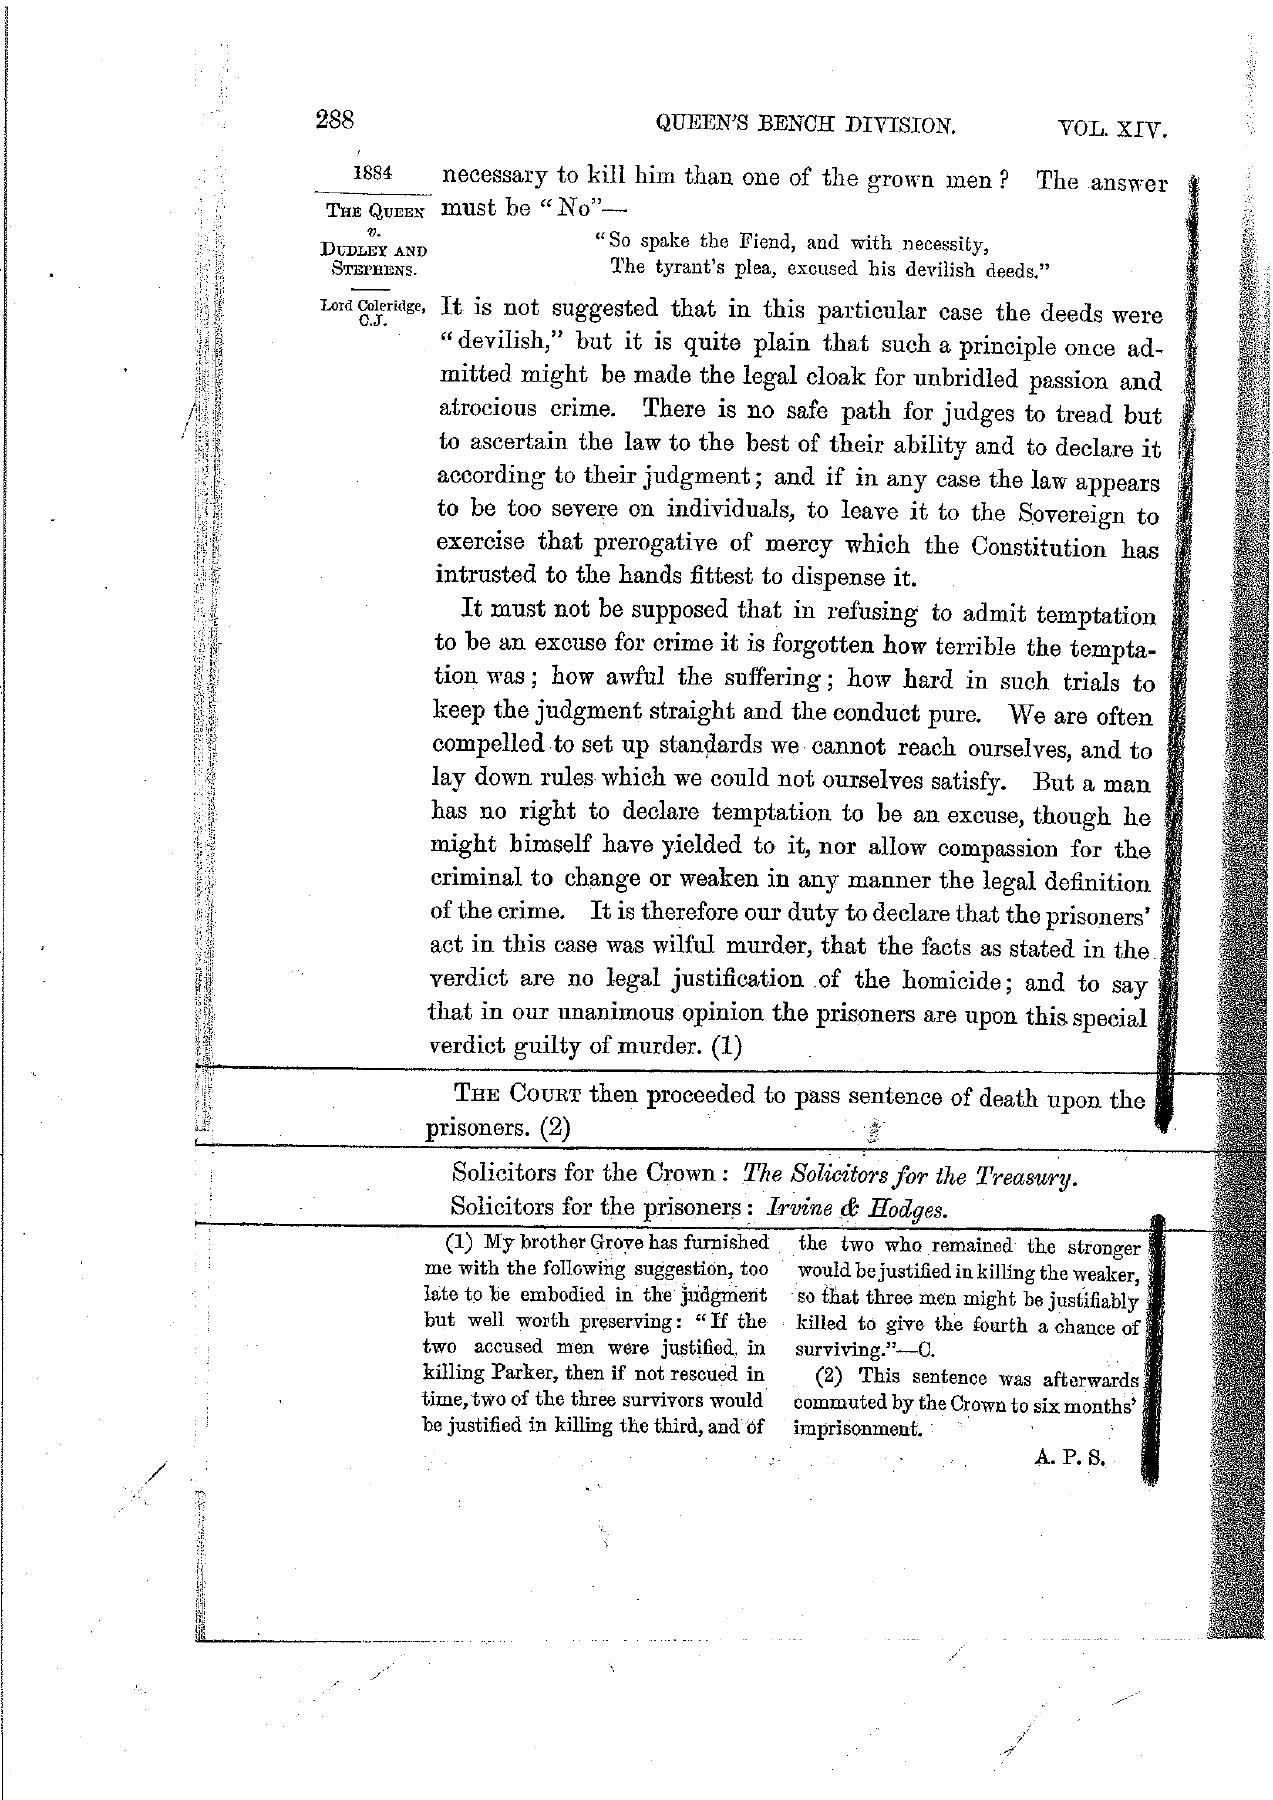 288 QUEEN'S BENCH DIVISION. VOL. XIV.
1884
THE QUEEN
v.
DUDLEY AND
STEPHENS.
Lord Coleridge,
C.J.
necessary to kill him than one of the grown men? The answer
must be "No"—
"So spake the Fiend, and with necessity,
The tyrant's plea, excused his devilish deeds."
It is not suggested that in this particular case the deeds were
"devilish," but it is quite plain that such a principle once ad-
mitted might be made the legal cloak for unbridled passion and
atrocious crime. There is no safe path for judges to tread but
to ascertain the law to the best of their ability and to declare it
according to their judgment; and if in any case the law appears
to be too severe on individuals, to leave it to the Sovereign to
exercise that prerogative of mercy which the Constitution has
intrusted to the hands fittest to dispense it.
It must not be supposed that in refusing to admit temptation
to be an excuse for crime it is forgotten how terrible the tempta-
tion was; how awful the suffering; how hard in such trials to
keep the judgment straight and the conduct pure. We are often
compelled to set up standards we cannot reach ourselves, and to
lay down rules which we could not ourselves satisfy. But a man
has no right to declare temptation to be an excuse, though he
might himself have yielded to it, nor allow compassion for the
criminal to change or weaken in any manner the legal definition
of the crime. It is therefore our duty to declare that the prisoners'
act in this case was wilful murder, that the facts as stated in the
verdict are no legal justification of the homicide; and to say
that in our unanimous opinion the prisoners are upon this special
verdict guilty of murder. (1)
THE COURT then proceeded to pass sentence of death upon the
prisoners. (2)
Solicitors for the Crown: The Solicitors for the Treasury.
Solicitors for the prisoners: Irvine & Hodges.
(1) My brother Grove has furnished
me with the following suggestion, too
late to be embodied in the judgment
but well worth preserving: "If the
two accused men were justified in
killing Parker, then if not rescued in
time, two of the three survivors would
be justified in killing the third, and of
the two who remained the stronger
would be justified in killing the weaker,
so that three men might be justifiably
killed to give the fourth a chance of
surviving."—C.
(2) This sentence was afterwards
commuted by the Crown to six months'
imprisonment.
A. P. S.